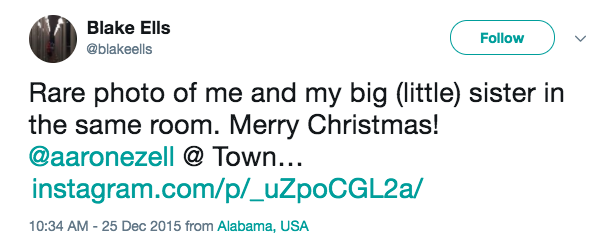 Blake Ells
@blakeells
Follow
Rare photo of me and my big (little) sister in
the same room. Merry Christmas!
@aaronezell @ Town…
instagram.com/p/_uZpoCGL2a/
10:34 AM - 25 Dec 2015 from Alabama, USA